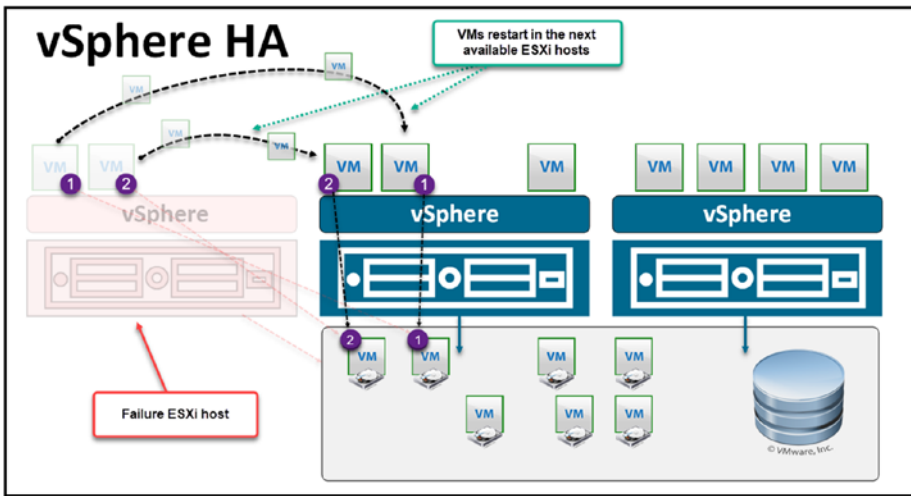 vSphere HA
VMs restart in the next
available ESXi hosts
VM
VM
VM
VM
VM
VM
VM
VM
VM
VM
VM
VM
VM
1
2
2
1
vSphere
vSphere
vSphere
2
1
VM
VM
VM
VM
VM
VM
VM
Failure ESXi host
© VMware, Inc.